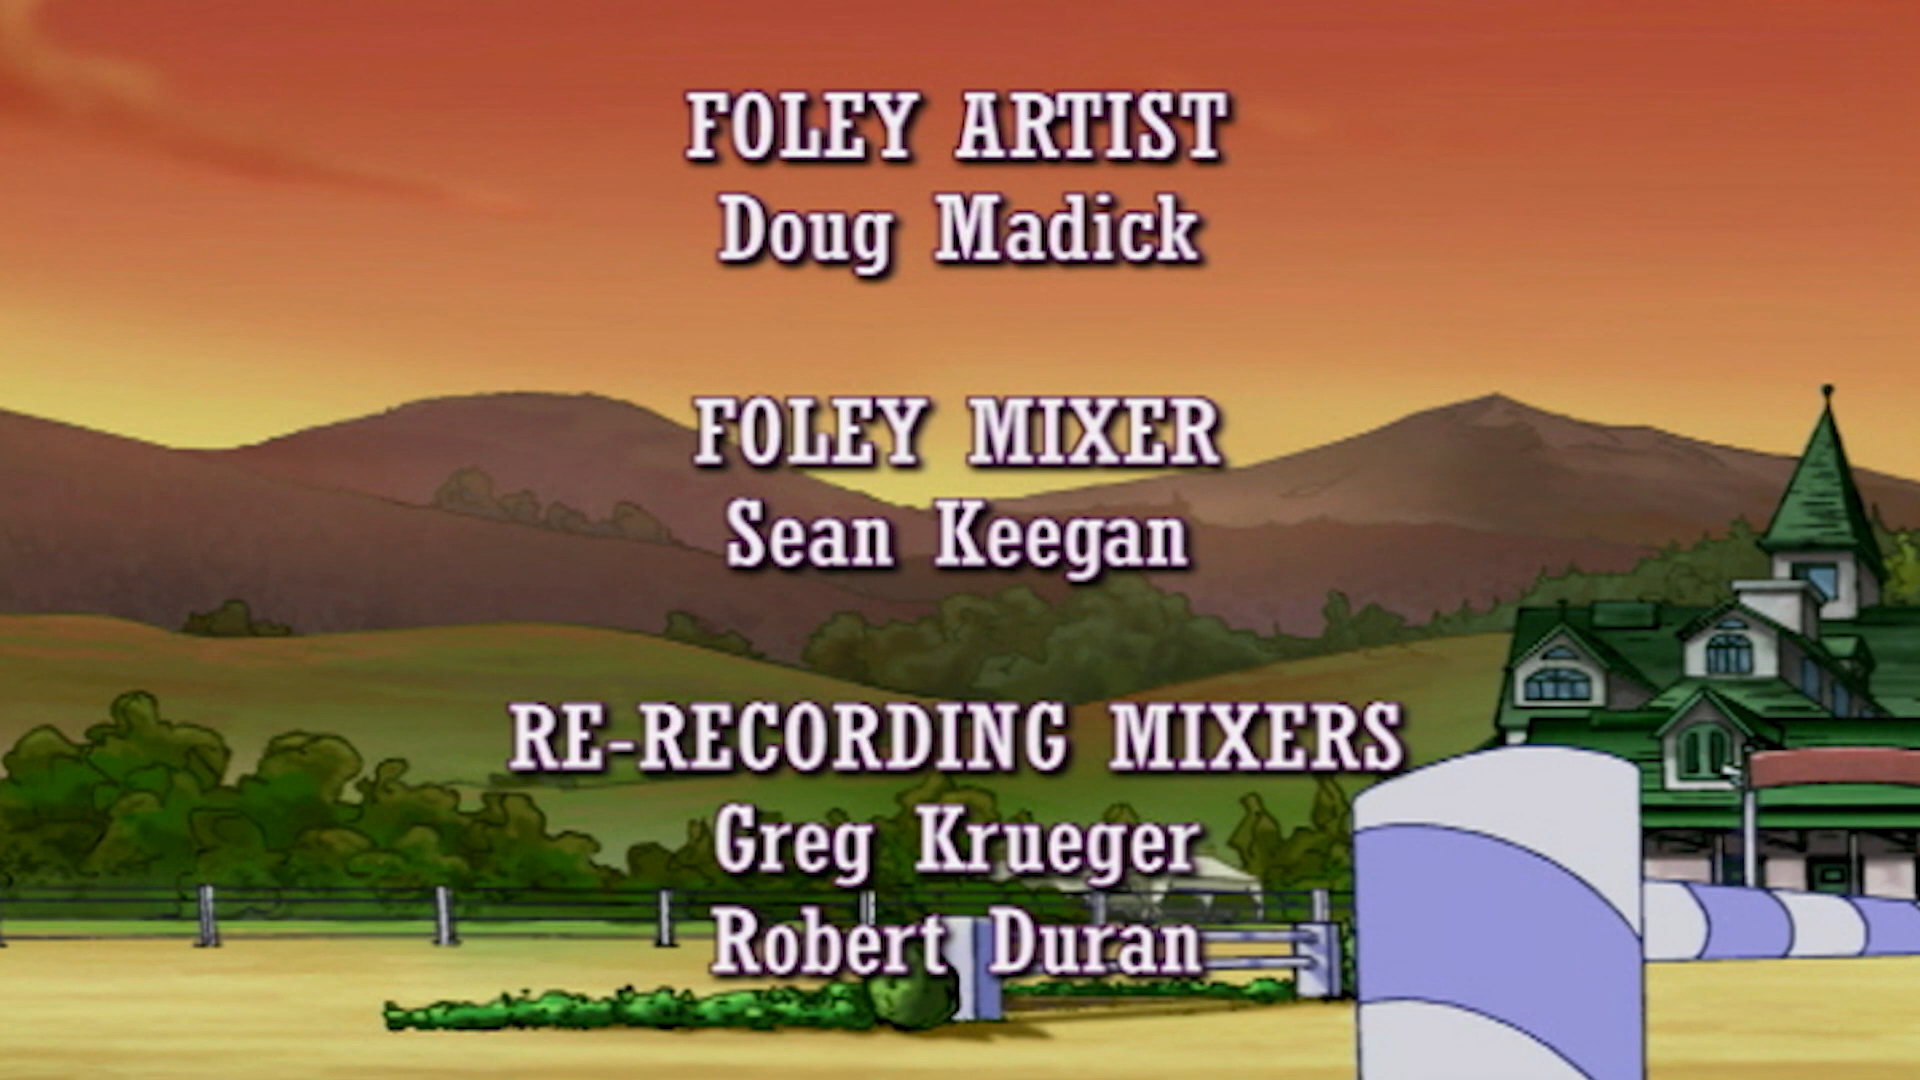 FOLEY ARTIST
Doug Madick
FOLEY MIXER
Sean Keegan
RE-RECORDING MIXERS
Greg Krueger
Robert Duran